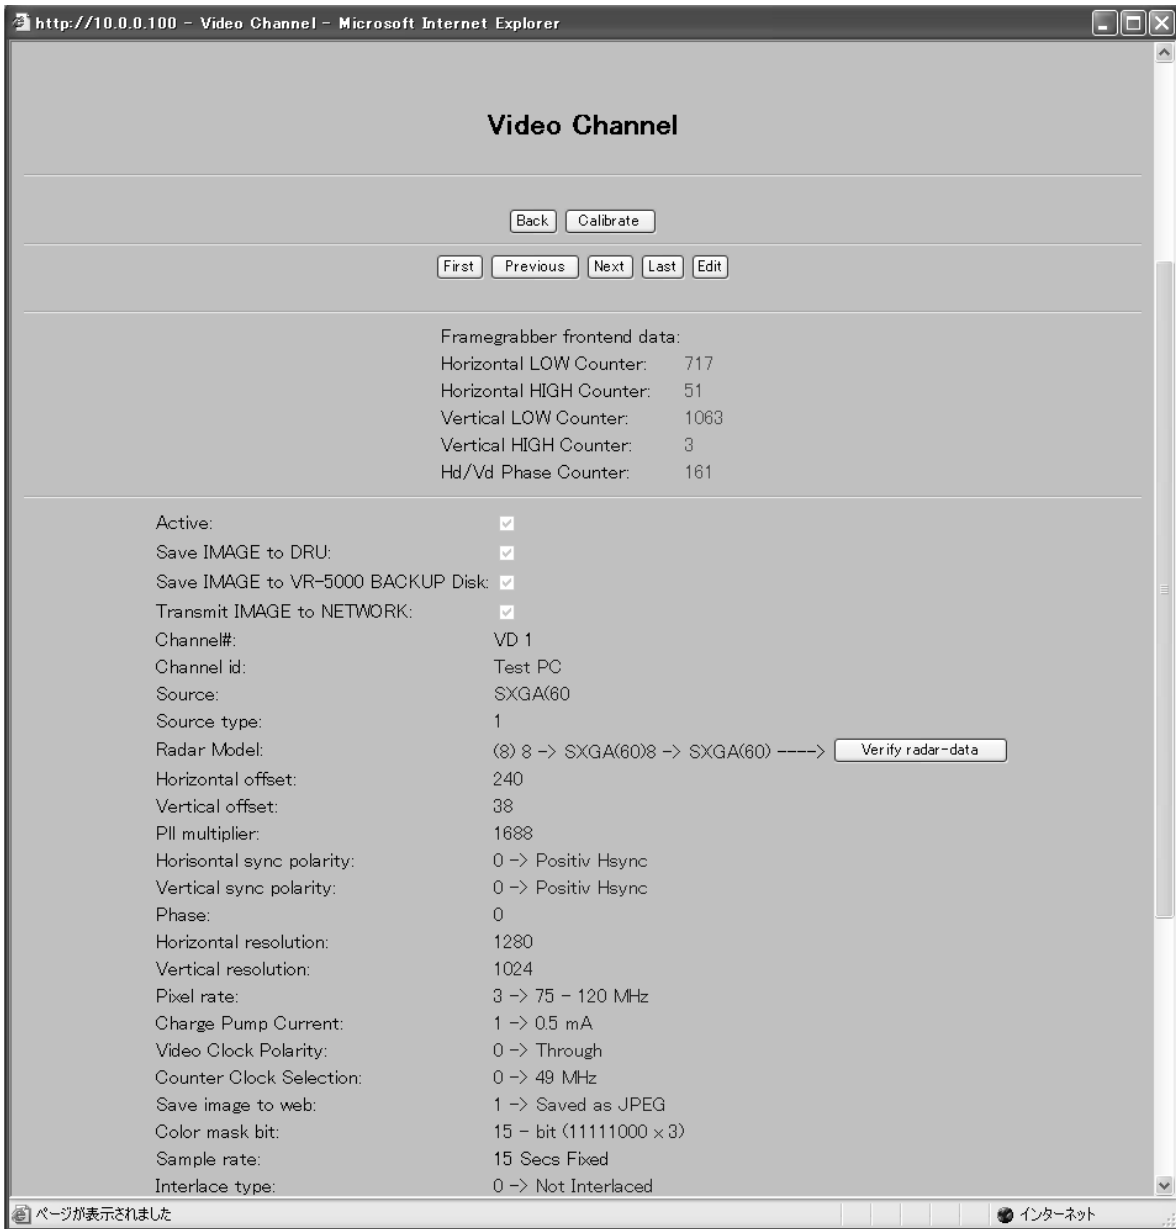 http://10.0.0.100 - Video Channel - Microsoft Internet Explorer
Video Channel
Back Calibrate
First Previous Next Last Edit
Framegrabber frontend data:
Horizontal LOW Counter: 717
Horizontal HIGH Counter: 51
Vertical LOW Counter: 1063
Vertical HIGH Counter: 3
Hd/Vd Phase Counter: 161
Active:
Save IMAGE to DRU:
Save IMAGE to VR-5000 BACKUP Disk:
Transmit IMAGE to NETWORK:
Channel#: VD 1
Channel id: Test PC
Source: SXGA(60
Source type: 1
Radar Model: (8) 8 -> SXGA(60)8 -> SXGA(60) ----> Verify radar-data
Horizontal offset: 240
Vertical offset: 38
Pll multiplier: 1688
Horisontal sync polarity: 0 -> Positiv Hsync
Vertical sync polarity: 0 -> Positiv Hsync
Phase: 0
Horizontal resolution: 1280
Vertical resolution: 1024
Pixel rate: 3 -> 75 - 120 MHz
Charge Pump Current: 1 -> 0.5 mA
Video Clock Polarity: 0 -> Through
Counter Clock Selection: 0 -> 49 MHz
Save image to web: 1 -> Saved as JPEG
Color mask bit: 15 - bit (11111000 x 3)
Sample rate: 15 Secs Fixed
Interlace type: 0 -> Not Interlaced
ページが表示されました インターネット